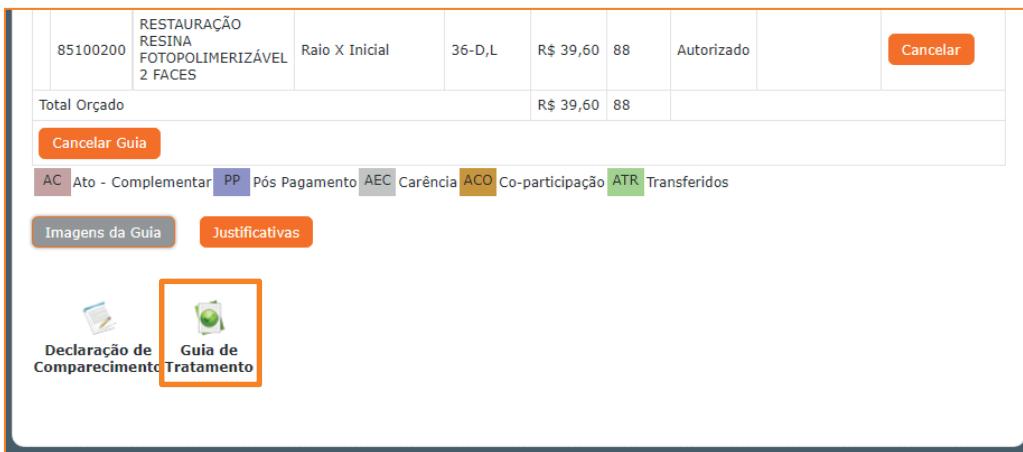 RESTAURAÇÃO
RESINA
85100200 FOTOPOLIMERIZÁVEL Raio X Inicial 36-D,L R$ 39,60 88 Autorizado Cancelar
2 FACES
Total Orçado R$ 39,60 88
Cancelar Guia
AC Ato - Complementar PP Pós Pagamento AEC Carência ACO Co-participação ATR Transferidos
Imagens da Guia Justificativas
Declaração de Guia de
Comparecimento Tratamento